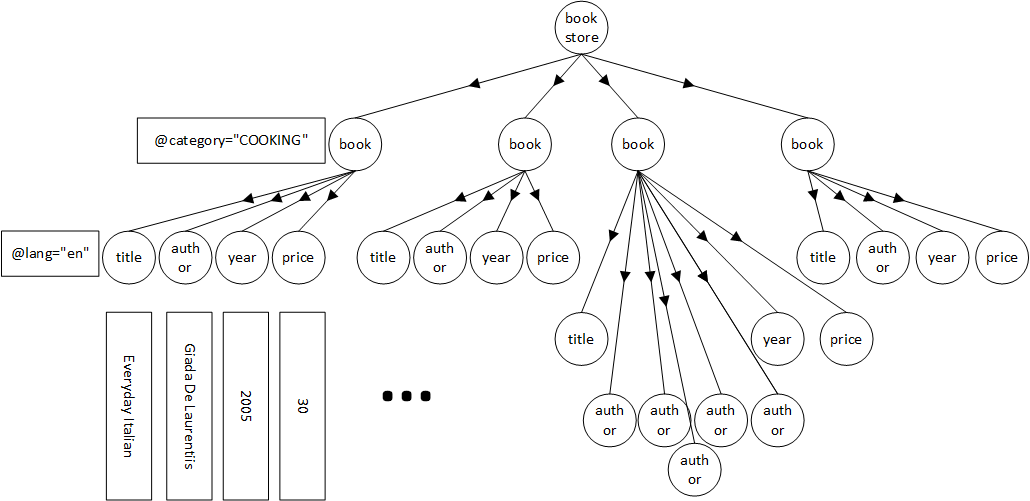 book
store
@category="COOKING"
book
book
book
book
@lang="en"
title
auth
or
year
price
title
auth
or
year
price
title
auth
or
year
price
title
year
price
Everyday Italian
Giada De Laurentiis
2005
30
auth
or
auth
or
auth
or
auth
or
auth
or